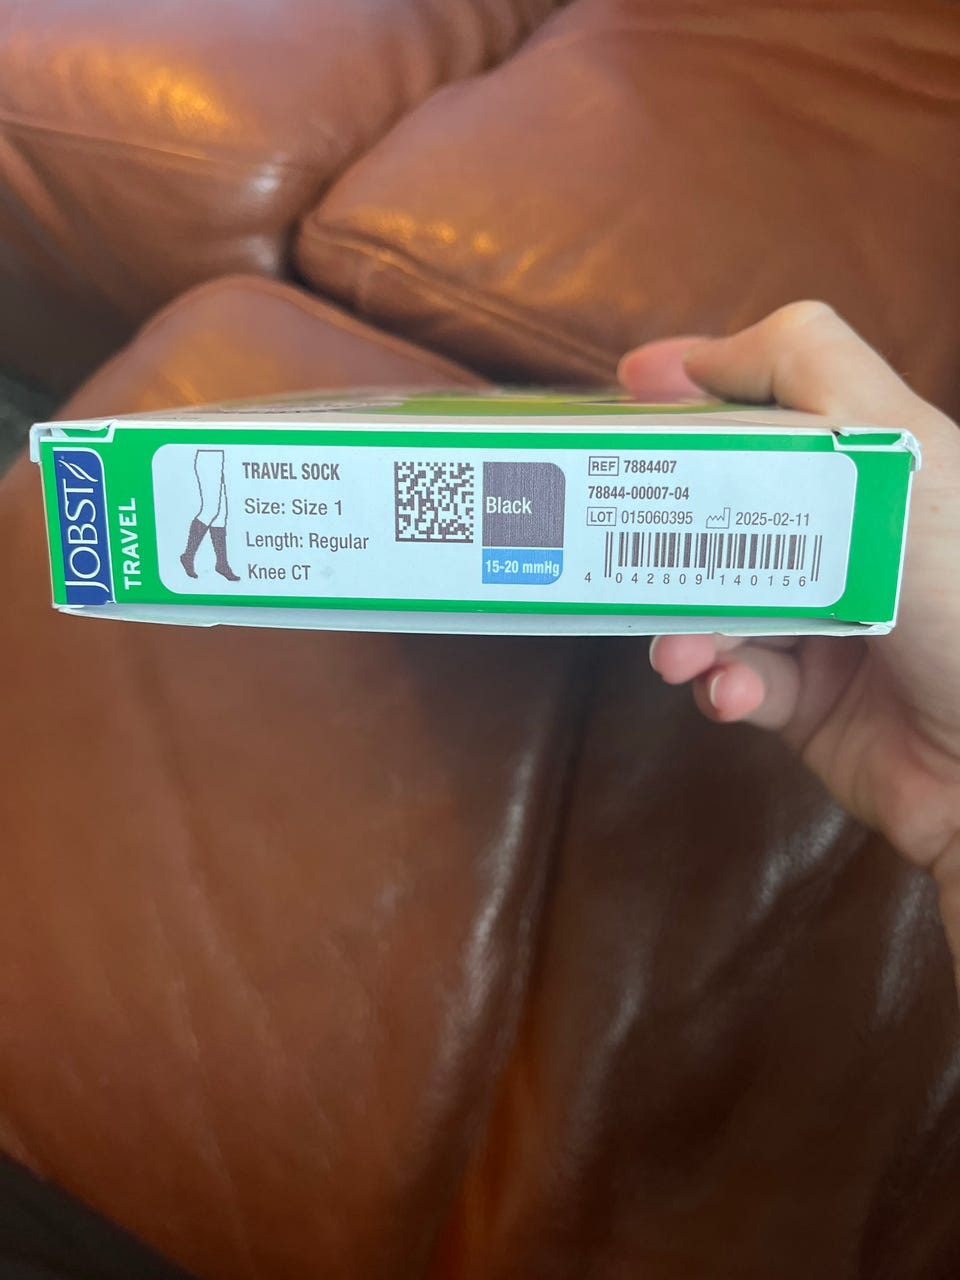 JOBST
TRAVEL
TRAVEL SOCK
Size: Size 1
Length: Regular
Knee CT
Black
15-20 mmHg
REF 7884407
78844-00007-04
LOT 015060395 2025-02-11
4 042809 140156